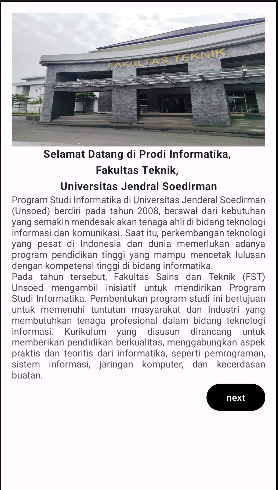 FAKULTAS TEKNIK
Selamat Datang di Prodi Informatika,
Fakultas Teknik,
Universitas Jendral Soedirman
Program Studi Informatika di Universitas Jenderal Soedirman
(Unsoed) berdiri pada tahun 2008, berawal dari kebutuhan
yang semakin mendesak akan tenaga ahli di bidang teknologi
informasi dan komunikasi. Saat itu, perkembangan teknologi
yang pesat di Indonesia dan dunia memerlukan adanya
program pendidikan tinggi yang mampu mencetak lulusan
dengan kompetensi tinggi di bidang informatika.
Pada tahun tersebut, Fakultas Sains dan Teknik (FST)
Unsoed mengambil inisiatif untuk mendirikan Program
Studi Informatika. Pembentukan program studi ini bertujuan
untuk memenuhi tuntutan masyarakat dan industri yang
membutuhkan tenaga profesional dalam bidang teknologi
informasi. Kurikulum yang disusun dirancang untuk
memberikan pendidikan berkualitas, menggabungkan aspek
praktis dan teoritis dari informatika, seperti pemrograman,
sistem informasi, jaringan komputer, dan kecerdasan
buatan.
next